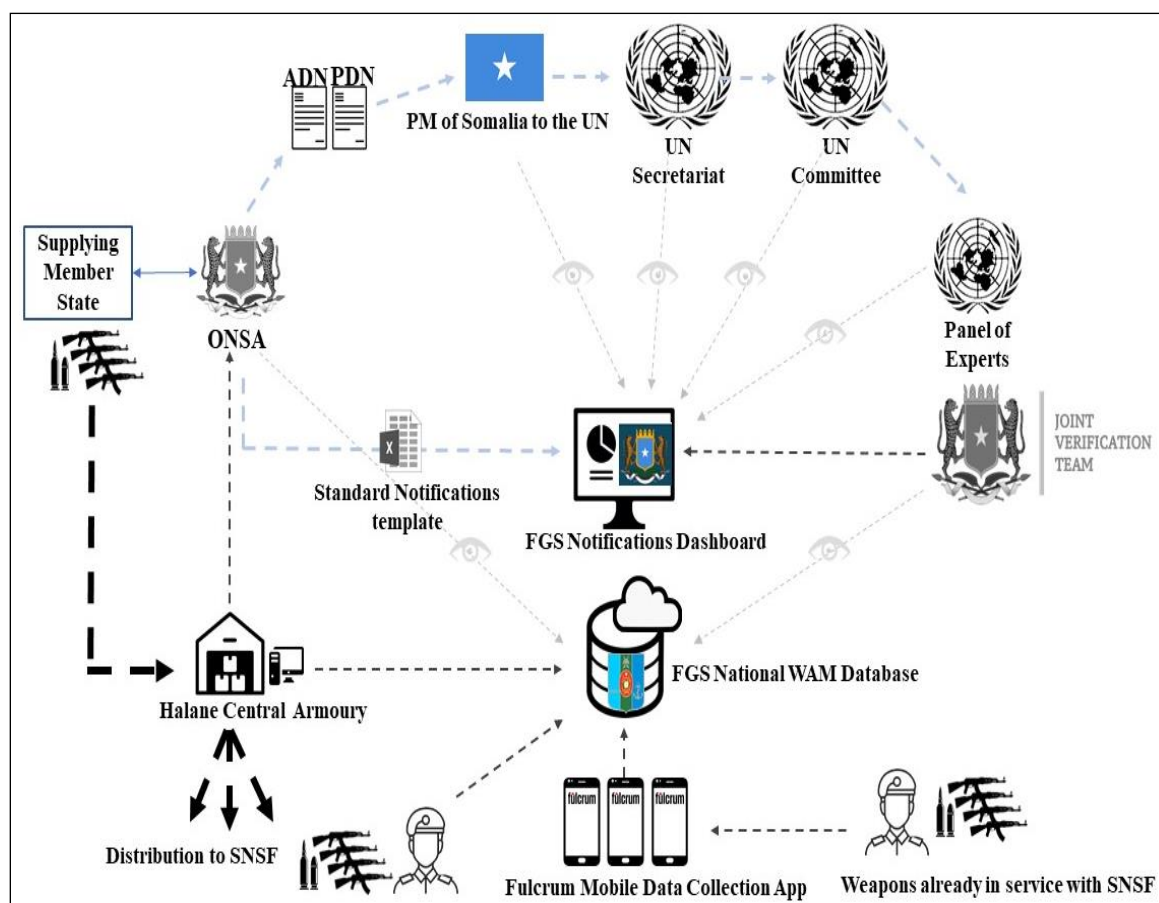 ADN PDN
PM of Somalia to the UN
UN
Secretariat
UN
Committee
Supplying
Member
State
ONSA
Panel of
Experts
JOINT
VERIFICATION
TEAM
X
Standard Notifications
template
FGS Notifications Dashboard
FGS National WAM Database
Halane Central Armoury
Distribution to SNSF
fulcrum fulcrum fulcrum
Fulcrum Mobile Data Collection App
Weapons already in service with SNSF